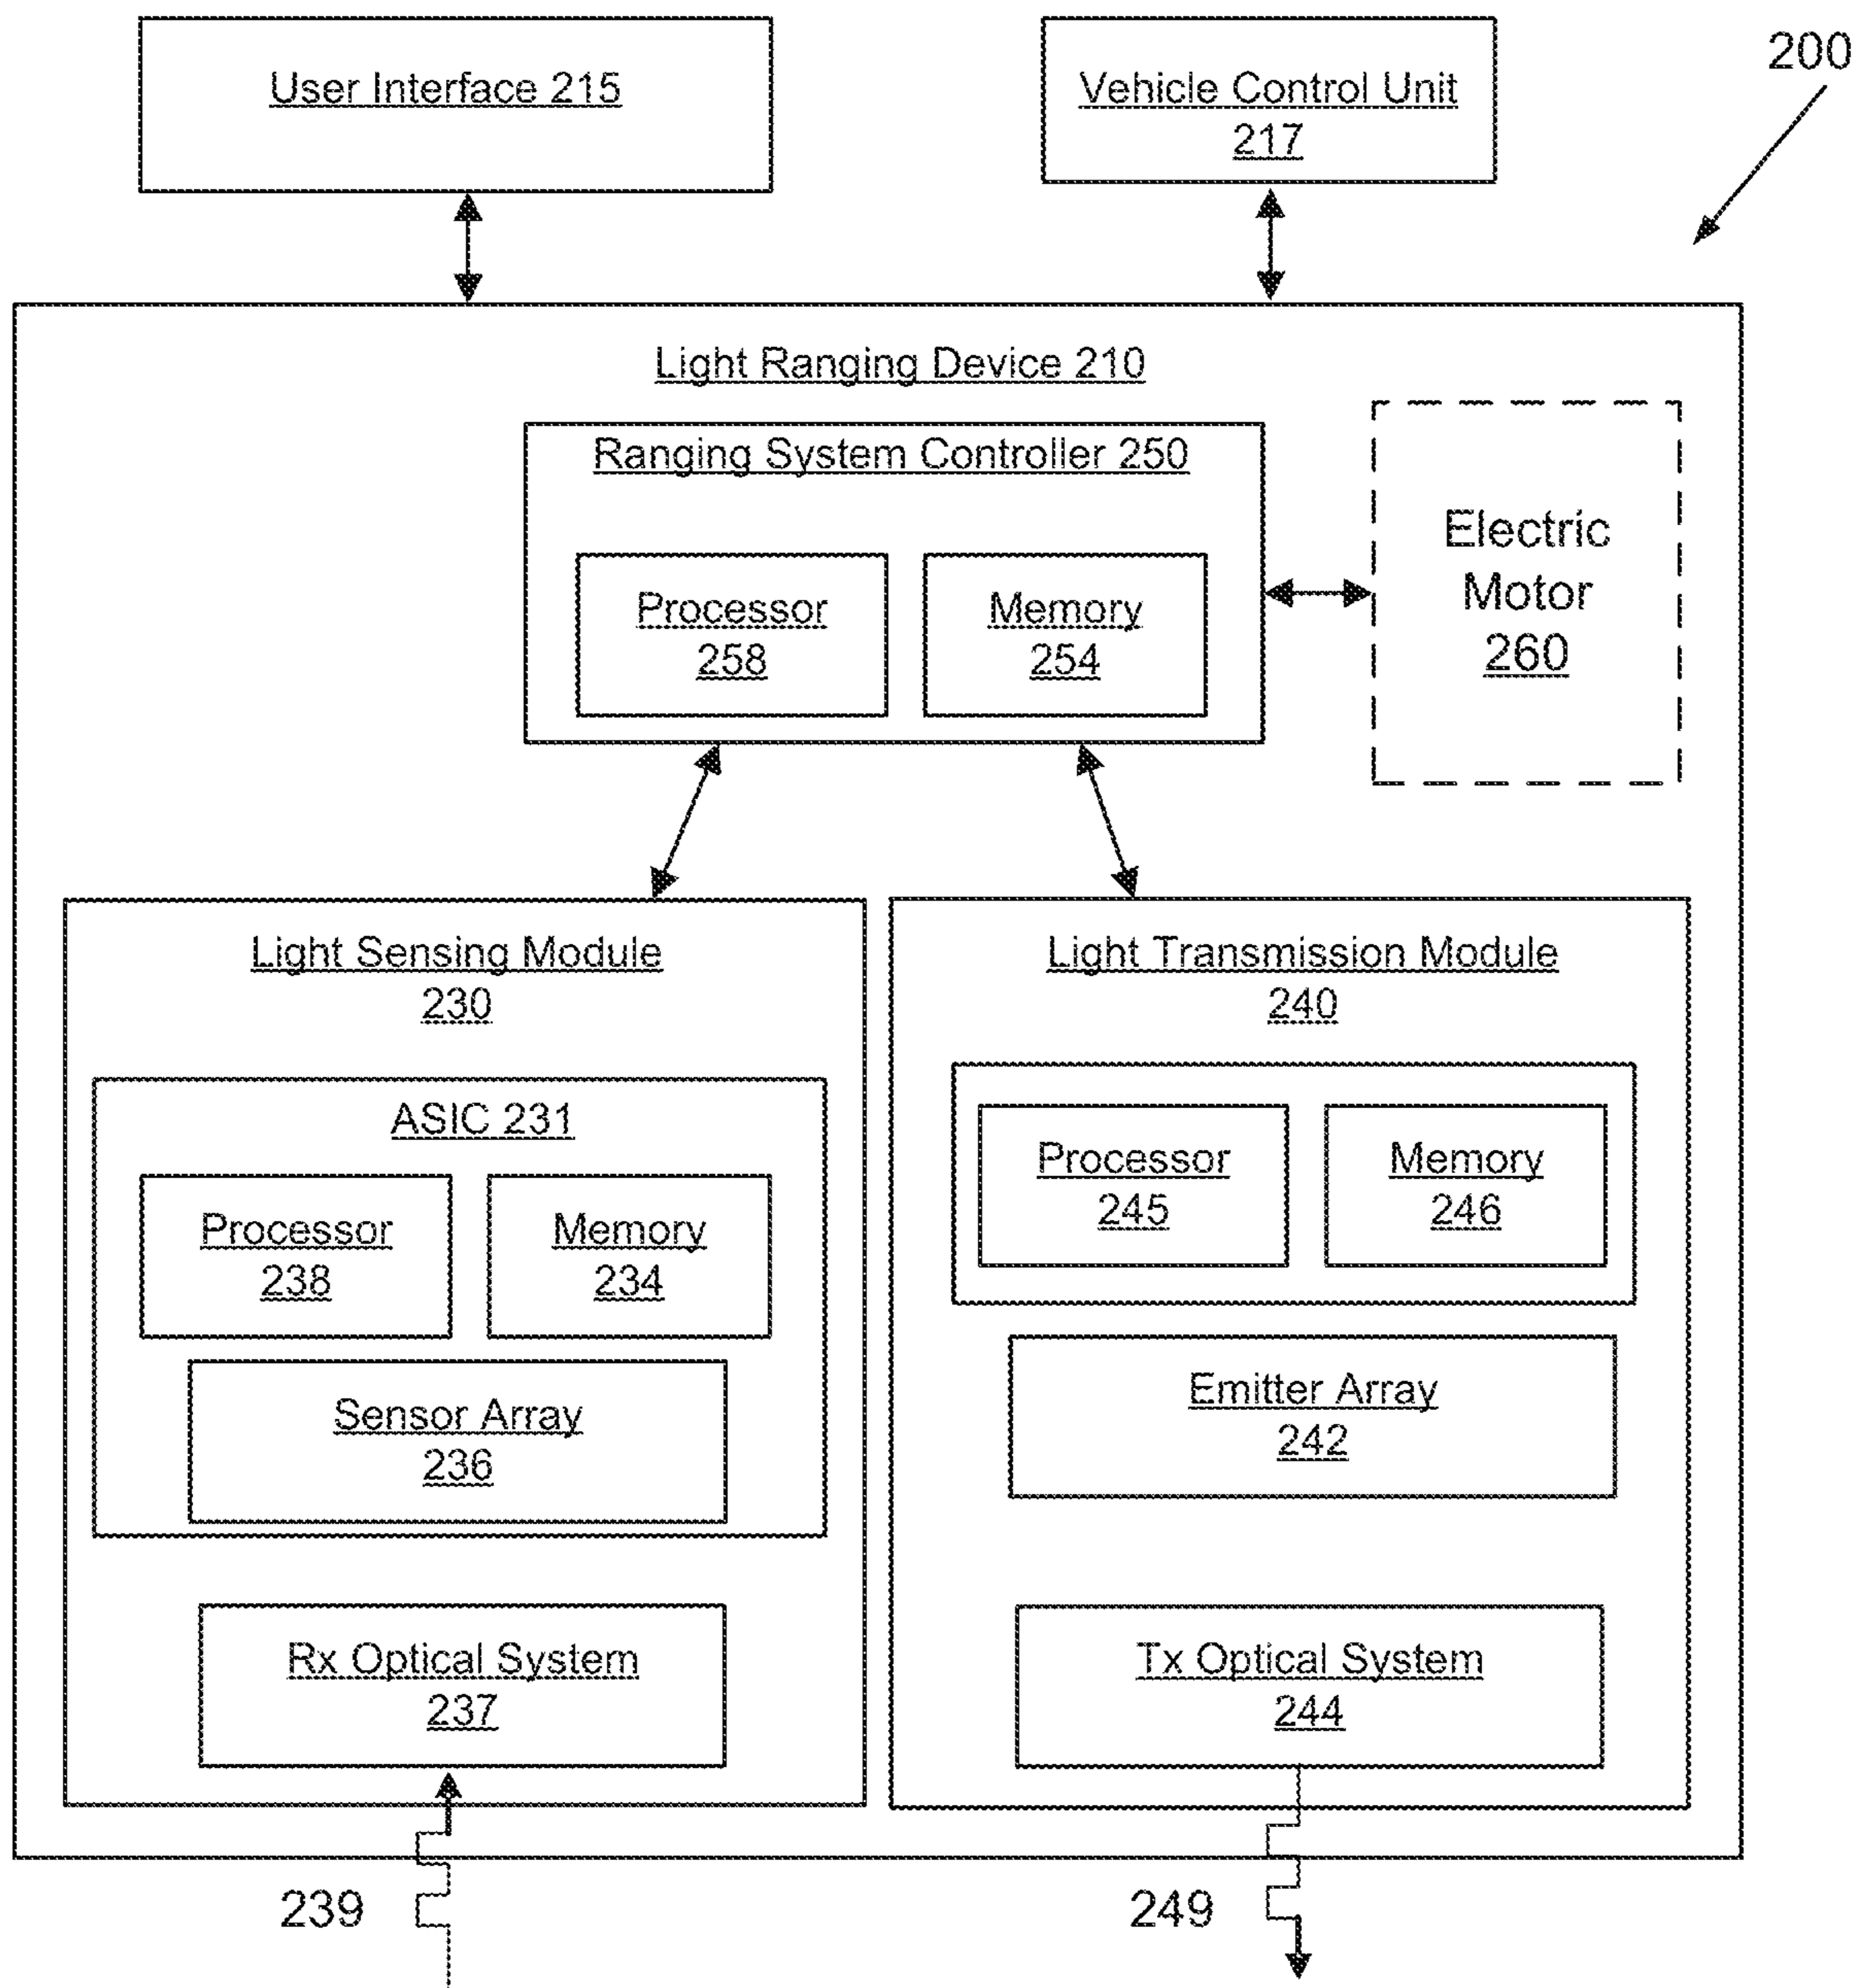 User Interface 215
Vehicle Control Unit
217
200
Light Ranging Device 210
Ranging System Controller 250
Processor
258
Memory
254
Electric
Motor
260
Light Sensing Module
230
ASIC 231
Processor
238
Memory
234
Sensor Array
236
Rx Optical System
237
239
Light Transmission Module
240
Processor
245
Memory
246
Emitter Array
242
Tx Optical System
244
249